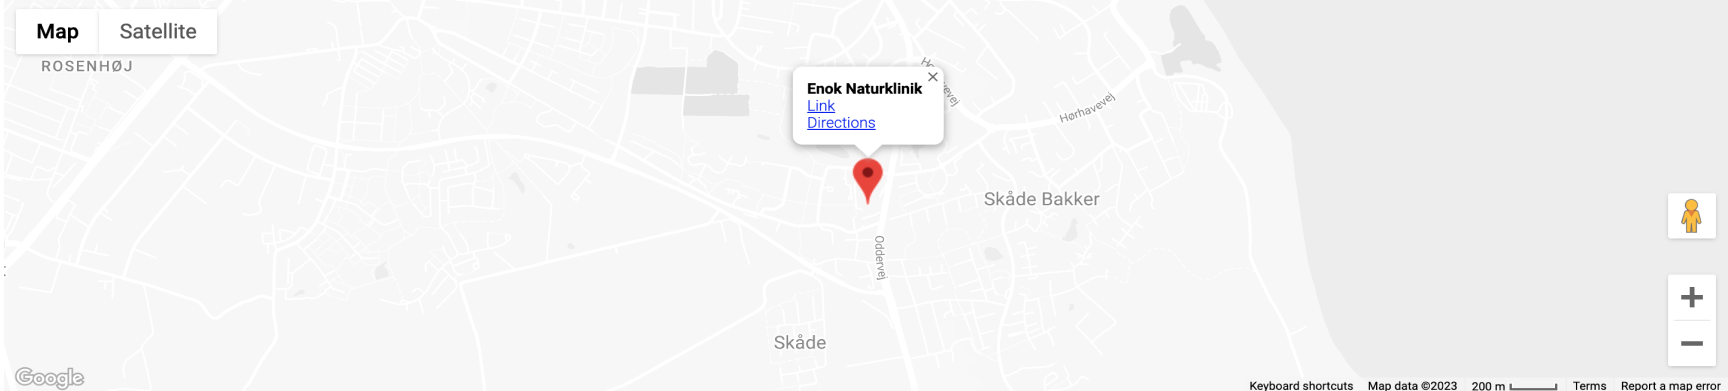 Map
Satellite
ROSENHØJ
Enok Naturklinik
Link
Directions
Hørhavevej
Skåde Bakker
Oddervej
Skåde
Google
Keyboard shortcuts
Map data ©2023
200 m
Terms
Report a map error